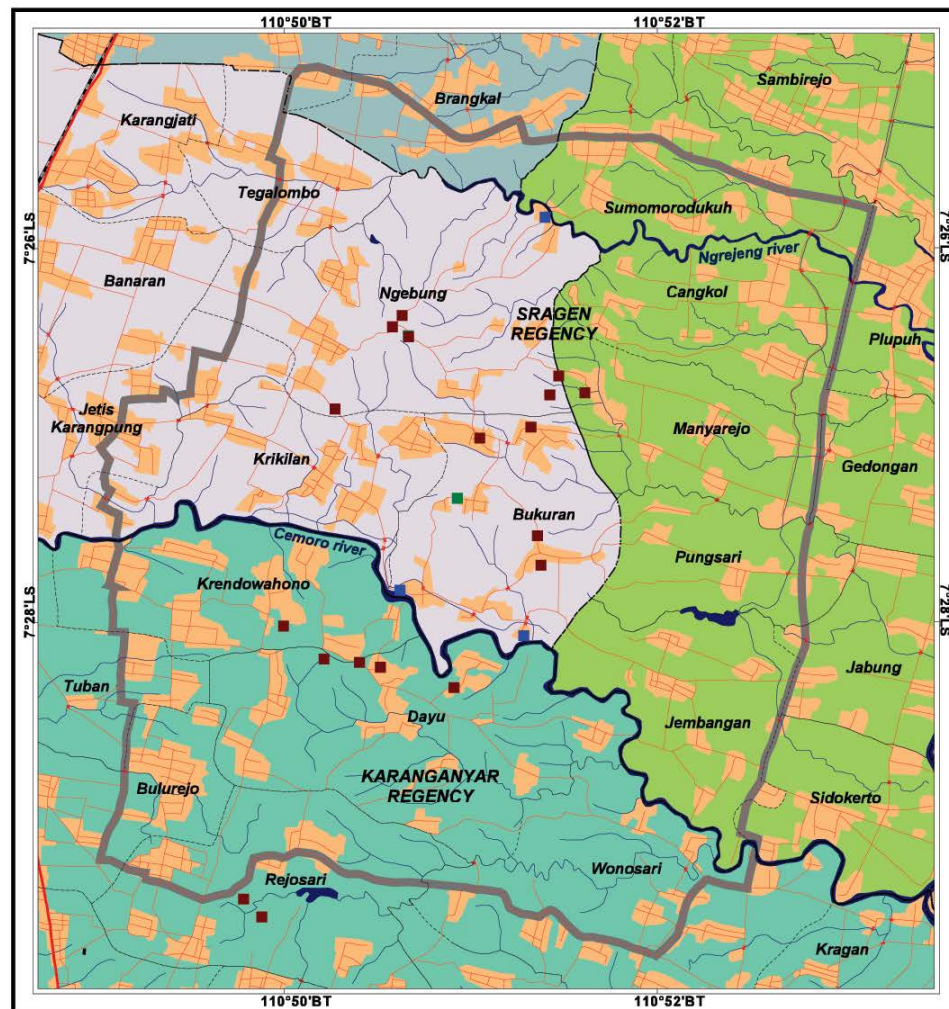 110°50'BT
110°52'BT
Sambirejo
Brangkal
Karangjati
Tegalombo
Sumomorodukuh
7°26'LS
7°26'LS
Ngrejeng river
Banaran
Ngebung
Cangkol
SRAGEN
REGENCY
Plupuh
Jetis
Karangpung
Manyarejo
Krikilan
Gedongan
Bukuran
Cemoro river
Pungsari
Krendowahono
7°28'LS
7°28'LS
Tuban
Jabung
Dayu
Jembangan
KARANGANYAR
REGENCY
Bulurejo
Sidokerto
Wonosari
Rejosari
Kragan
110°50'BT
110°52'BT